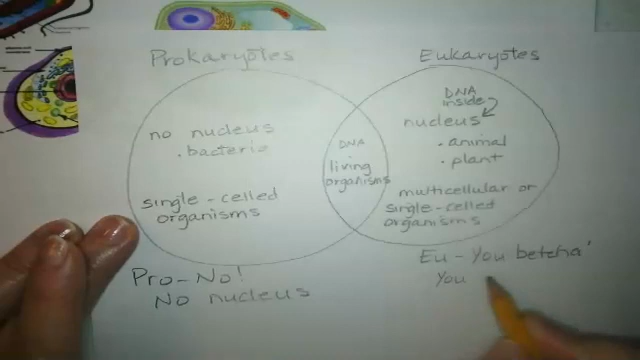 Prokaryotes
no nucleus
. bacteria
single-celled
organisms
Pro-No!
No nucleus
DNA
living
organisms
Eukaryotes
DNA
inside
nucleus
. animal
. plant
multicellular or
single-celled
organisms
Eu - You betcha'
You